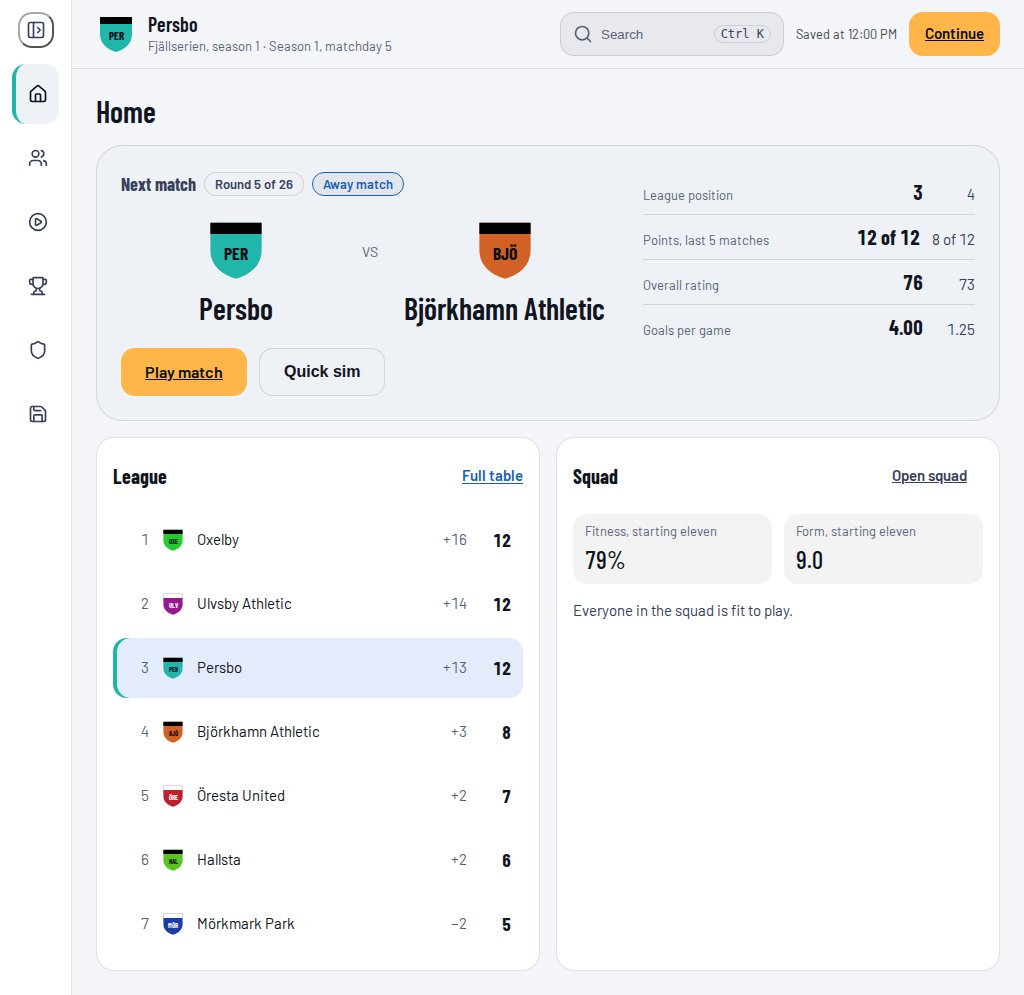 PER
Persbo
Fjällserien, season 1 · Season 1, matchday 5
Search
Ctrl K
Saved at 12:00 PM
Continue
Home
Next match
Round 5 of 26
Away match
PER
VS
BJÖ
Persbo
Björkhamn Athletic
Play match
Quick sim
League position 3 4
Points, last 5 matches 12 of 12 8 of 12
Overall rating 76 73
Goals per game 4.00 1.25
League
Full table
1 OXE Oxelby +16 12
2 ULV Ulvsby Athletic +14 12
3 PER Persbo +13 12
4 BJÖ Björkhamn Athletic +3 8
5 ÖRE Öresta United +2 7
6 HAL Hallsta +2 6
7 MÖR Mörkmark Park −2 5
Squad
Open squad
Fitness, starting eleven
79%
Form, starting eleven
9.0
Everyone in the squad is fit to play.